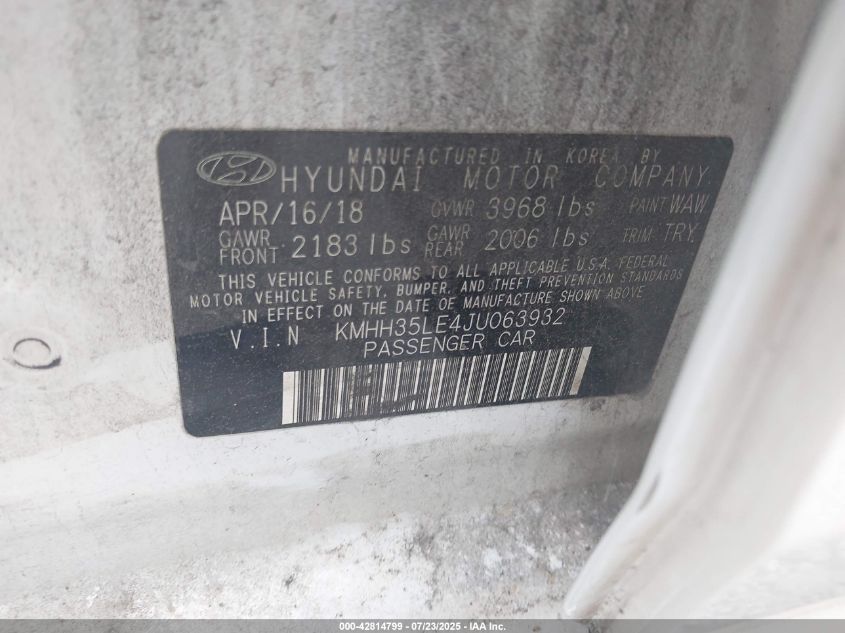 MANUFACTURED IN KOREA BY
HYUNDAI MOTOR COMPANY
APR/16/18 GVWR 3968 lbs PAINT WAW
GAWR FRONT 2183 lbs GAWR REAR 2006 lbs TRIM TRY
THIS VEHICLE CONFORMS TO ALL APPLICABLE U.S.A. FEDERAL
MOTOR VEHICLE SAFETY, BUMPER, AND THEFT PREVENTION STANDARDS
IN EFFECT ON THE DATE OF MANUFACTURE SHOWN ABOVE
V.I.N KMHH35LE4JU063932
PASSENGER CAR
000-42814799 - 07/23/2025 - IAA Inc.